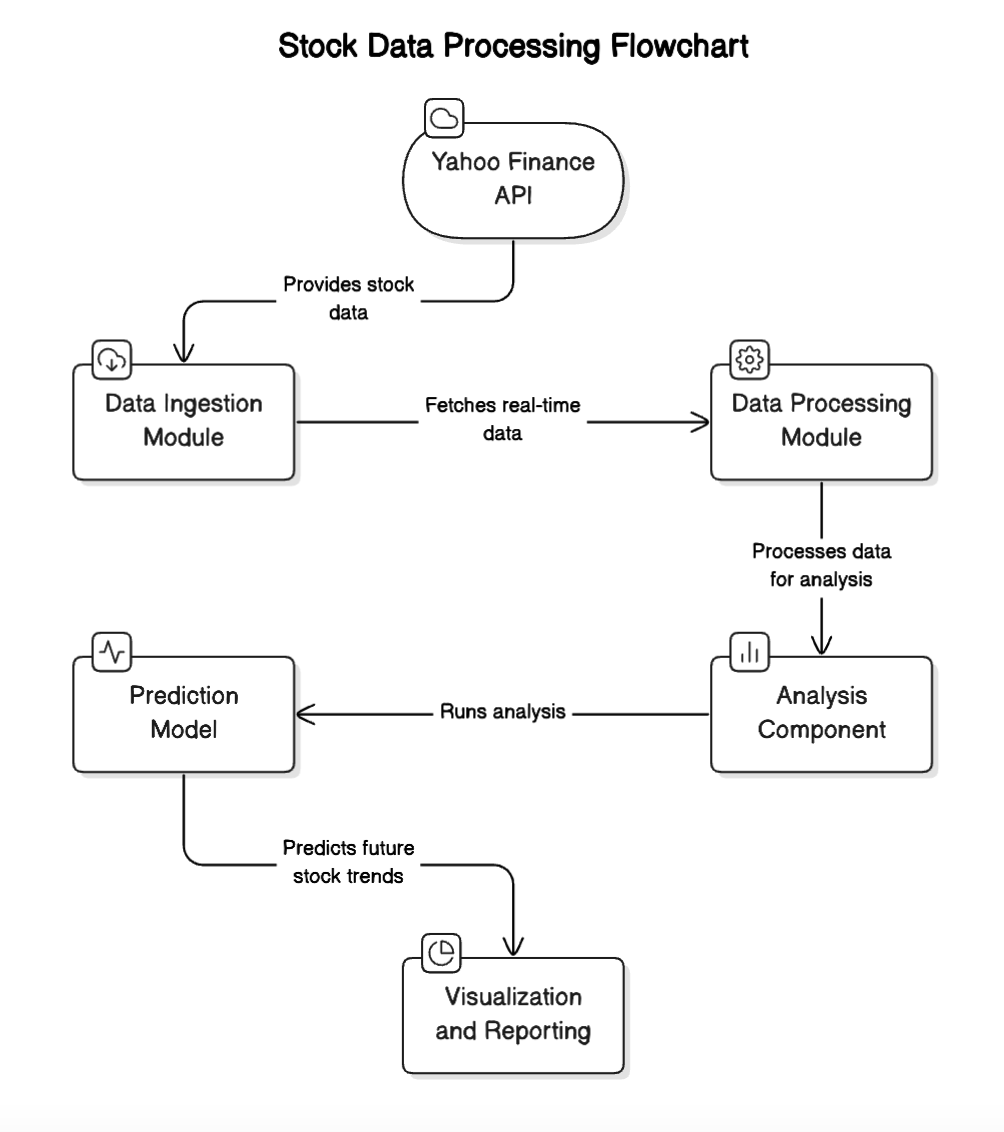 Stock Data Processing Flowchart
Yahoo Finance
API
Provides stock
data
Data Ingestion
Module
Fetches real-time
data
Data Processing
Module
Processes data
for analysis
Analysis
Component
Runs analysis
Prediction
Model
Predicts future
stock trends
Visualization
and Reporting